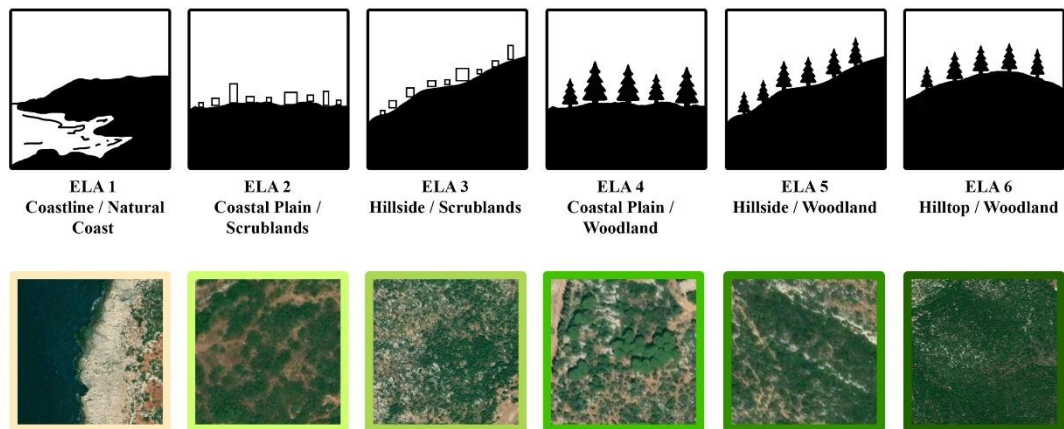 ELA 1
Coastline / Natural
Coast
ELA 2
Coastal Plain /
Scrublands
ELA 3
Hillside / Scrublands
ELA 4
Coastal Plain /
Woodland
ELA 5
Hillside / Woodland
ELA 6
Hilltop / Woodland